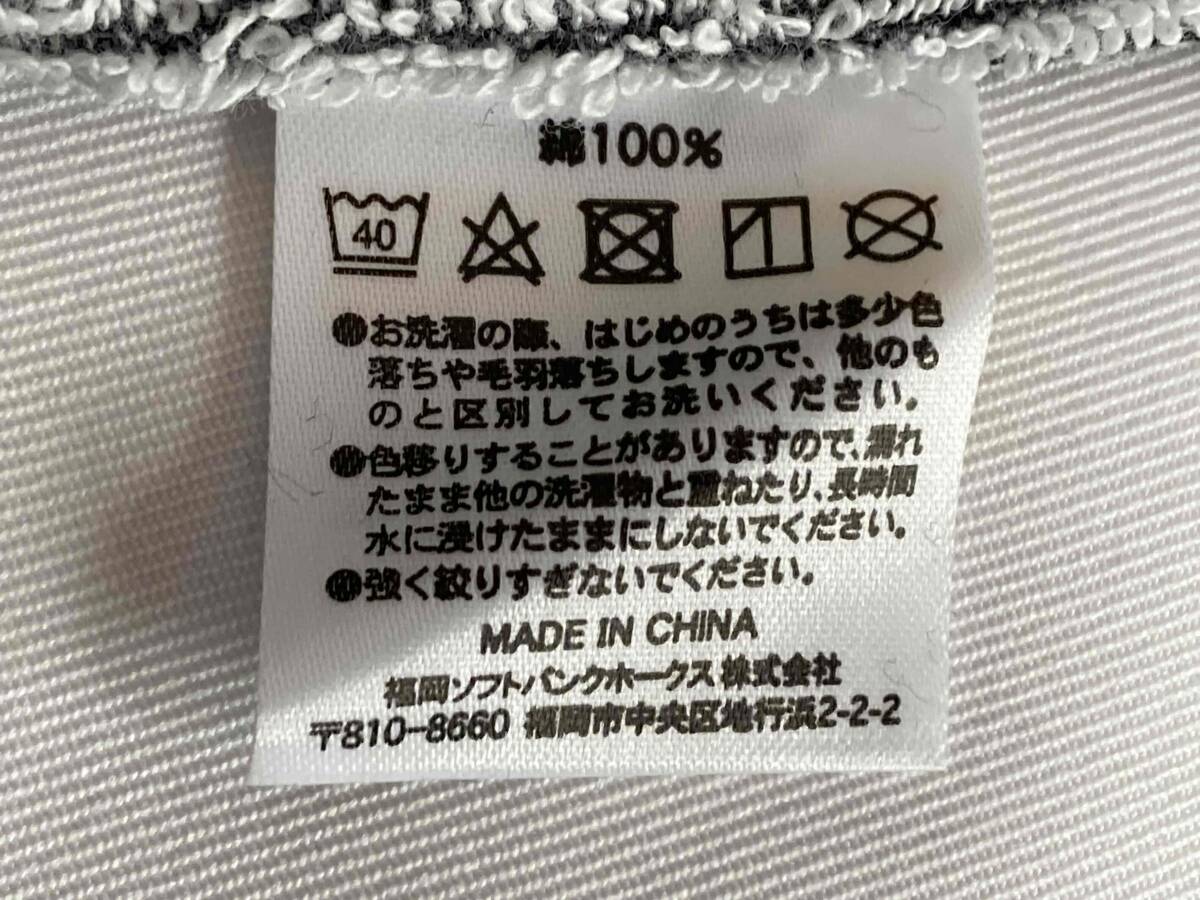 綿100%
40
お洗濯の際、はじめのうちは多少色
落ちや毛羽落ちしますので、他のも
のと区別してお洗いください。
色移りすることがありますので、濡れ
たまま他の洗濯物と重ねたり、長時間
水に浸けたままにしないでください。
強く絞りすぎないでください。
MADE IN CHINA
福岡ソフトバンクホークス株式会社
〒810-8660 福岡市中央区地行浜2-2-2